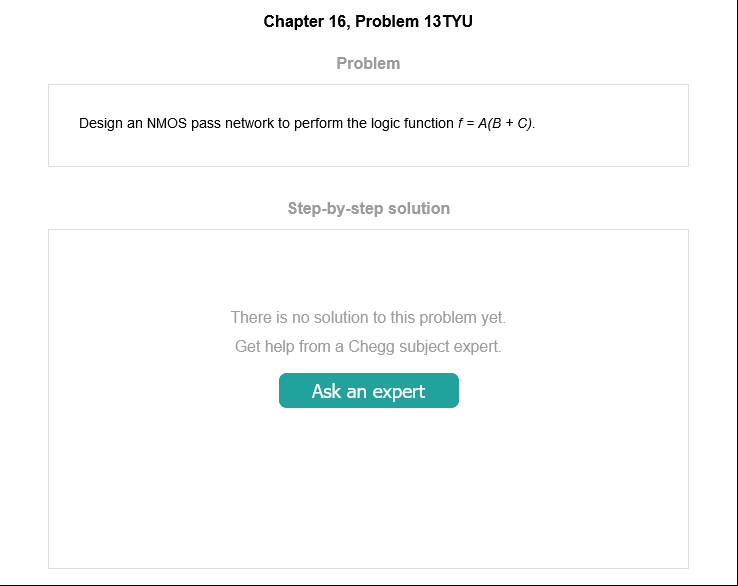 Chapter 16, Problem 13TYU
Problem
Design an NMOS pass network to perform the logic function f = A(B + C).
Step-by-step solution
There is no solution to this problem yet.
Get help from a Chegg subject expert.
Ask an expert